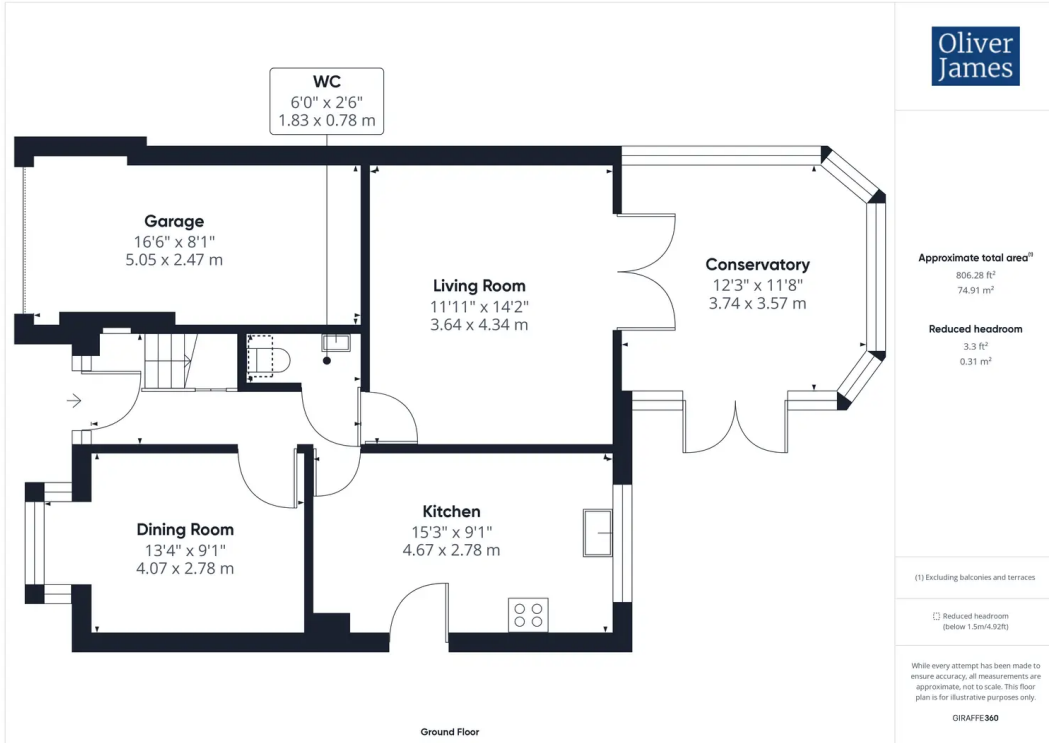 WC
6'0" x 2'6"
1.83 x 0.78 m
Garage
16'6" x 8'1"
5.05 x 2.47 m
Living Room
11'11" x 14'2"
3.64 x 4.34 m
Conservatory
12'3" x 11'8"
3.74 x 3.57 m
Dining Room
13'4" x 9'1"
4.07 x 2.78 m
Kitchen
15'3" x 9'1"
4.67 x 2.78 m
Ground Floor
Oliver
James
Approximate total area(1)
806.28 ft²
74.91 m²
Reduced headroom
3.3 ft²
0.31 m²
(1) Excluding balconies and terraces
Reduced headroom
(below 1.5m/4.92ft)
While every attempt has been made to
ensure accuracy, all measurements are
approximate, not to scale. This floor
plan is for illustrative purposes only.
GIRAFFE360